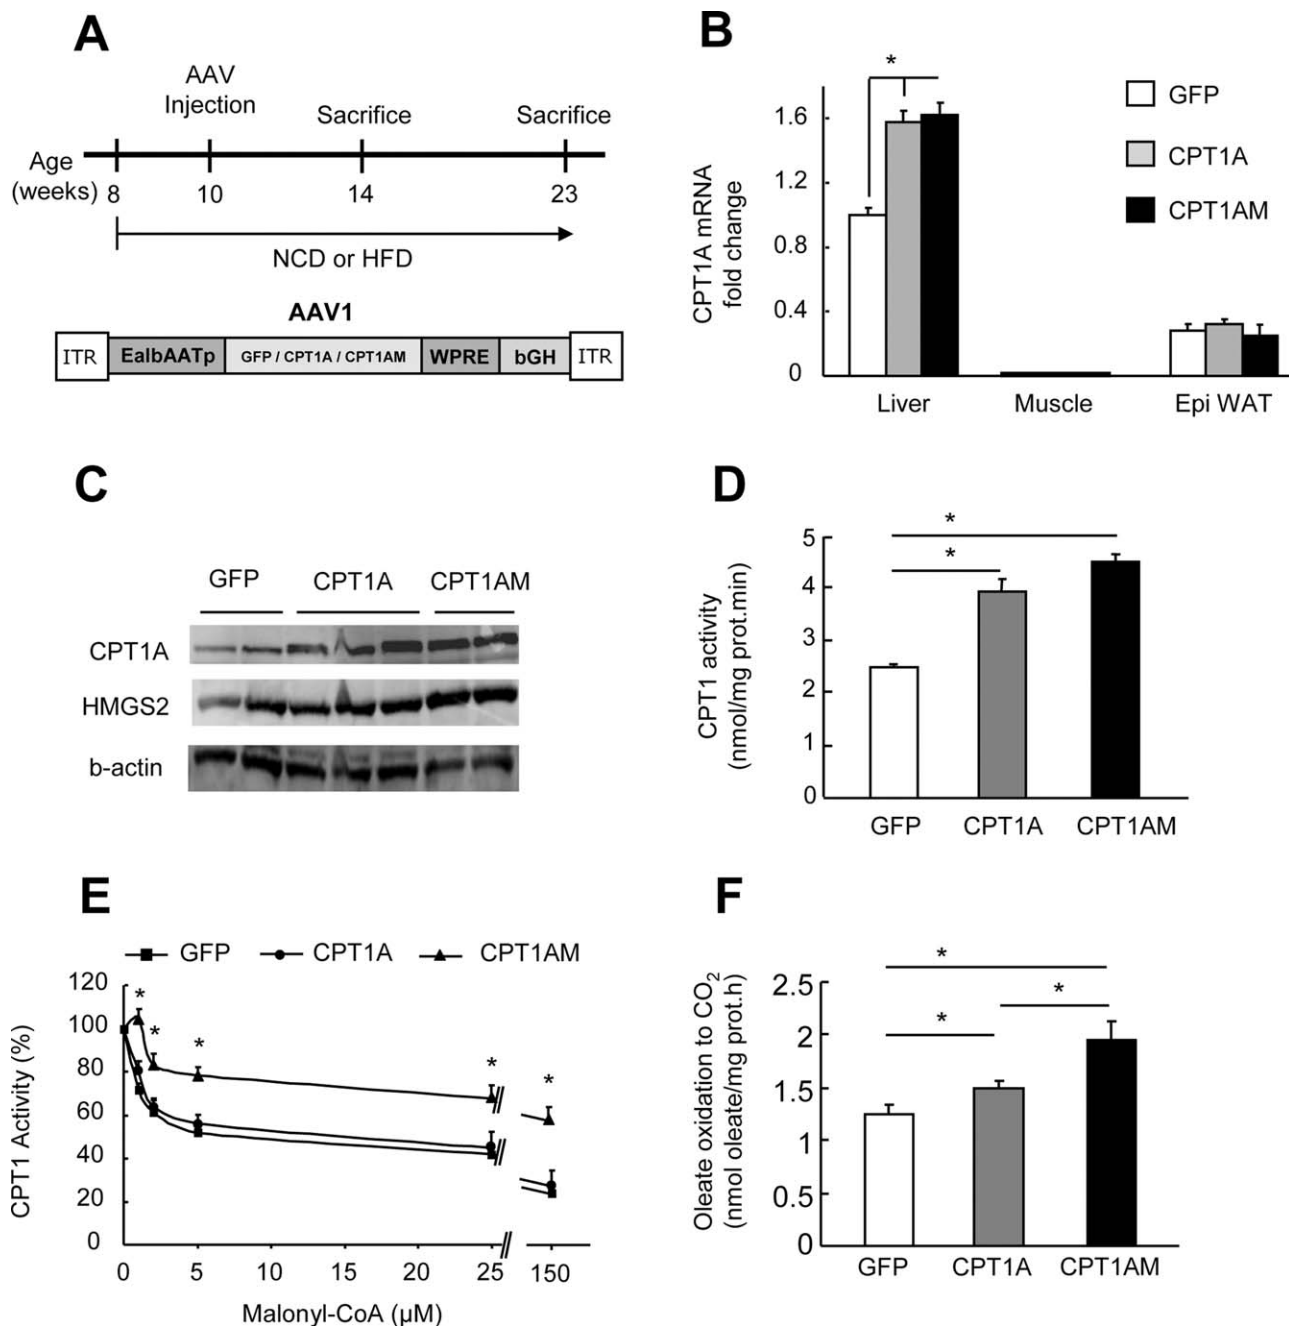 A
AAV
Injection
Sacrifice
Sacrifice
Age
(weeks)
8
10
14
23
NCD or HFD
AAV1
ITR
EalbAATp
GFP / CPT1A / CPT1AM
WPRE
bGH
ITR
B
CPT1A mRNA
fold change
1.6
1.2
0.8
0.4
0
*
GFP
CPT1A
CPT1AM
Liver
Muscle
Epi WAT
C
GFP
CPT1A
CPT1AM
CPT1A
HMGS2
b-actin
D
CPT1 activity
(nmol/mg prot.min)
5
4
3
2
1
0
*
*
GFP
CPT1A
CPT1AM
E
GFP
CPT1A
CPT1AM
CPT1 Activity (%)
120
100
80
60
40
20
0
*
*
*
*
*
0
5
10
15
20
25
150
Malonyl-CoA (µM)
F
Oleate oxidation to CO2
(nmol oleate/mg prot.h)
2.5
2
1.5
1
0.5
0
*
*
*
GFP
CPT1A
CPT1AM